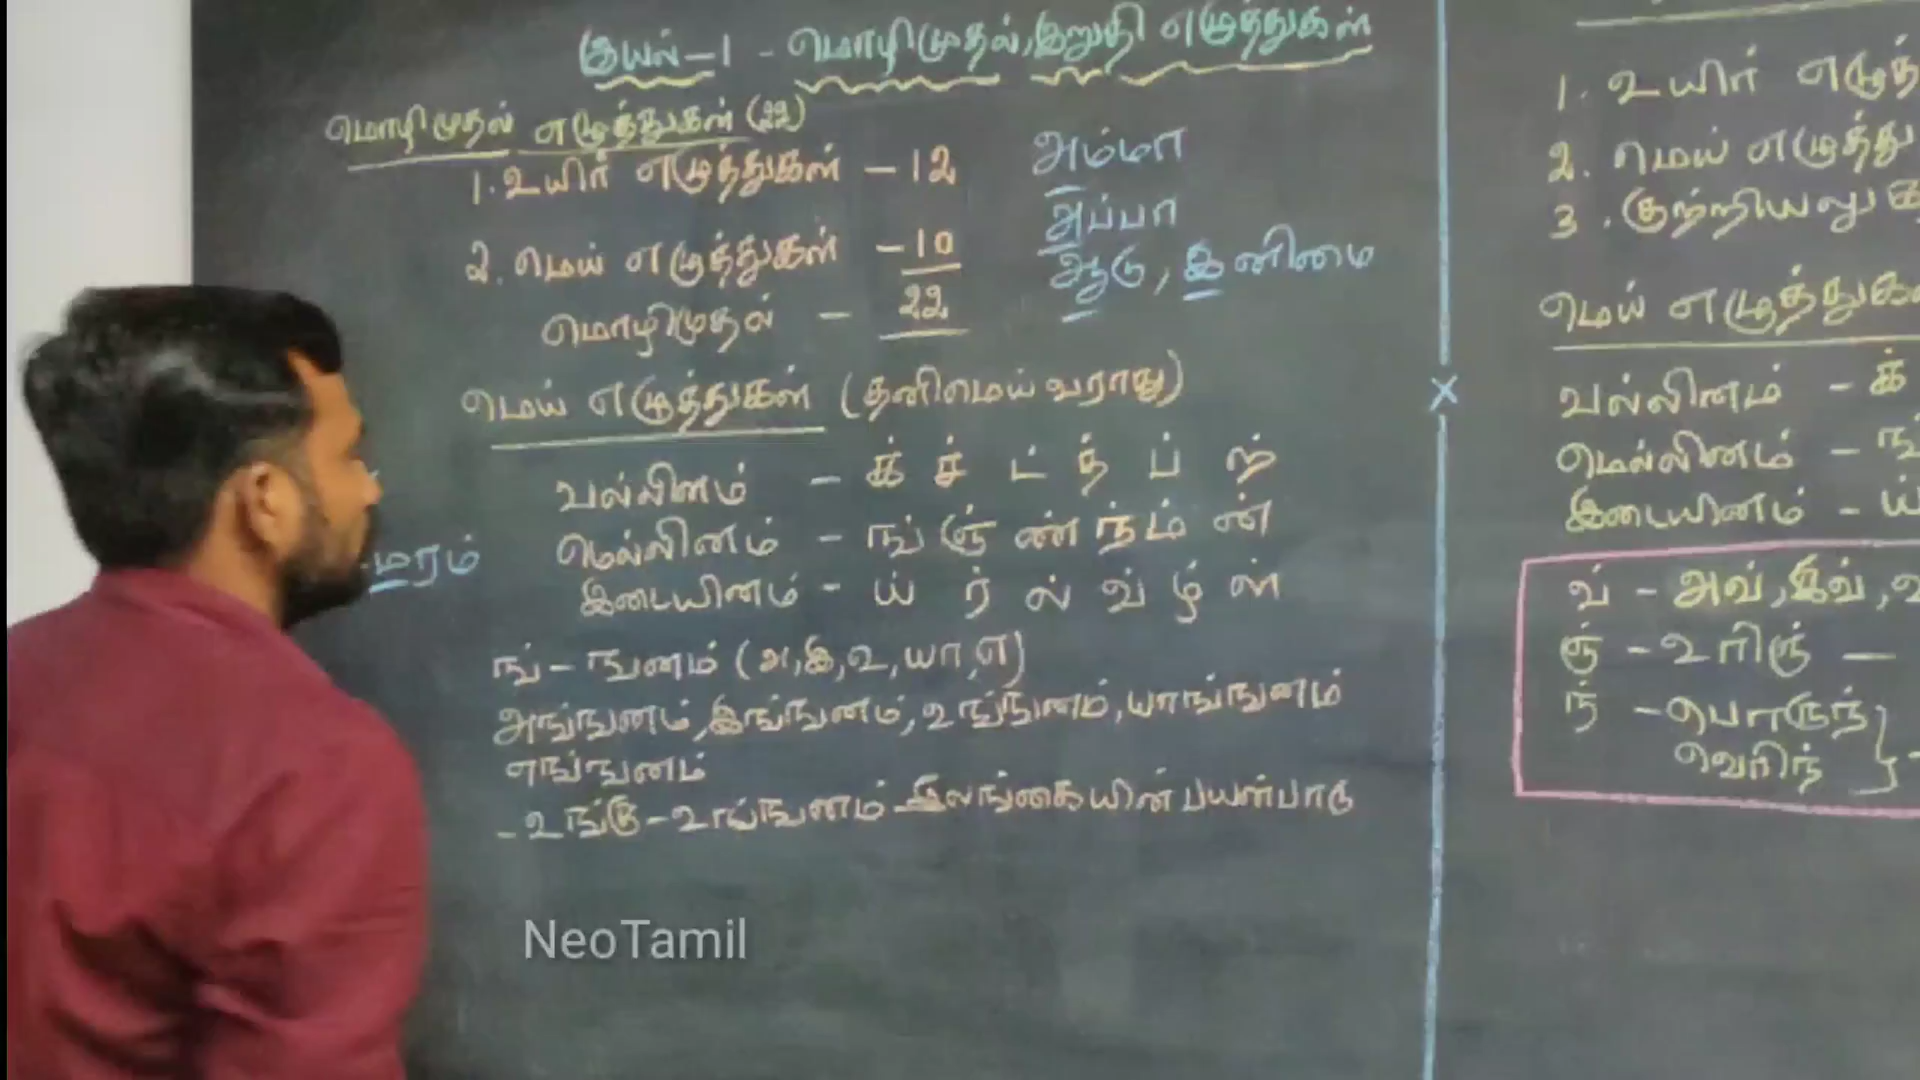 இயல்-1 - மொழிமுதல், இறுதி எழுத்துகள்
மொழிமுதல் எழுத்துகள் (22)
1. உயிர் எழுத்துகள் - 12
2. மெய் எழுத்துகள் - 10
மொழிமுதல் - 22
அம்மா
அப்பா
ஆடு, இனிமை
மெய் எழுத்துகள் (தனிமெய் வராது)
வல்லினம் - க் ச் ட் த் ப் ற்
மெல்லினம் - ங் ஞ் ண் ந் ம் ன்
இடையினம் - ய் ர் ல் வ் ழ் ள்
மரம்
ங் - ஙனம் (அ, இ, உ, யா, எ)
அங்ஙனம், இங்ஙனம், உங்ஙனம், யாங்ஙனம்
எங்ஙனம்
- உங்கு - உங்ஙனம் - இலங்கையின் பயன்பாடு
1. உயிர் எழுத்
2. மெய் எழுத்து
3. குற்றியலுக
மெய் எழுத்துக
வல்லினம் - க்
மெல்லினம் - ங்
இடையினம் - ய்
வ் - அவ், இவ், உ
ஞ் - உரிஞ் -
ந் - பொருந்
வெரிந் } -
NeoTamil